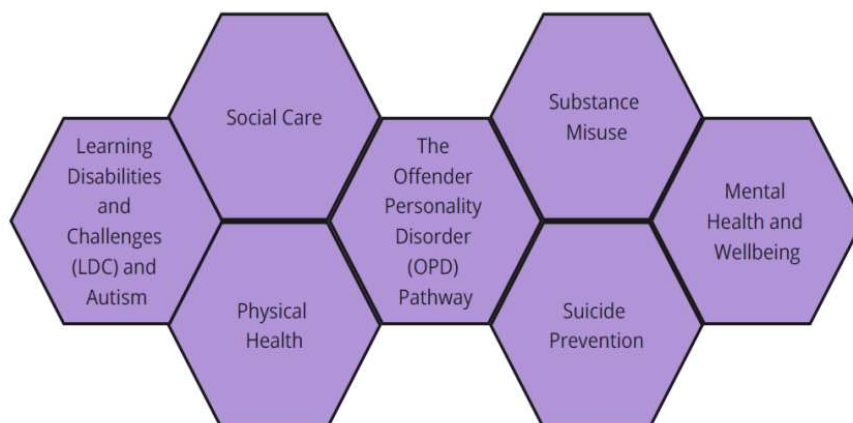 Learning
Disabilities
and
Challenges
(LDC) and
Autism
Social Care
Physical
Health
The
Offender
Personality
Disorder
(OPD)
Pathway
Substance
Misuse
Suicide
Prevention
Mental
Health and
Wellbeing